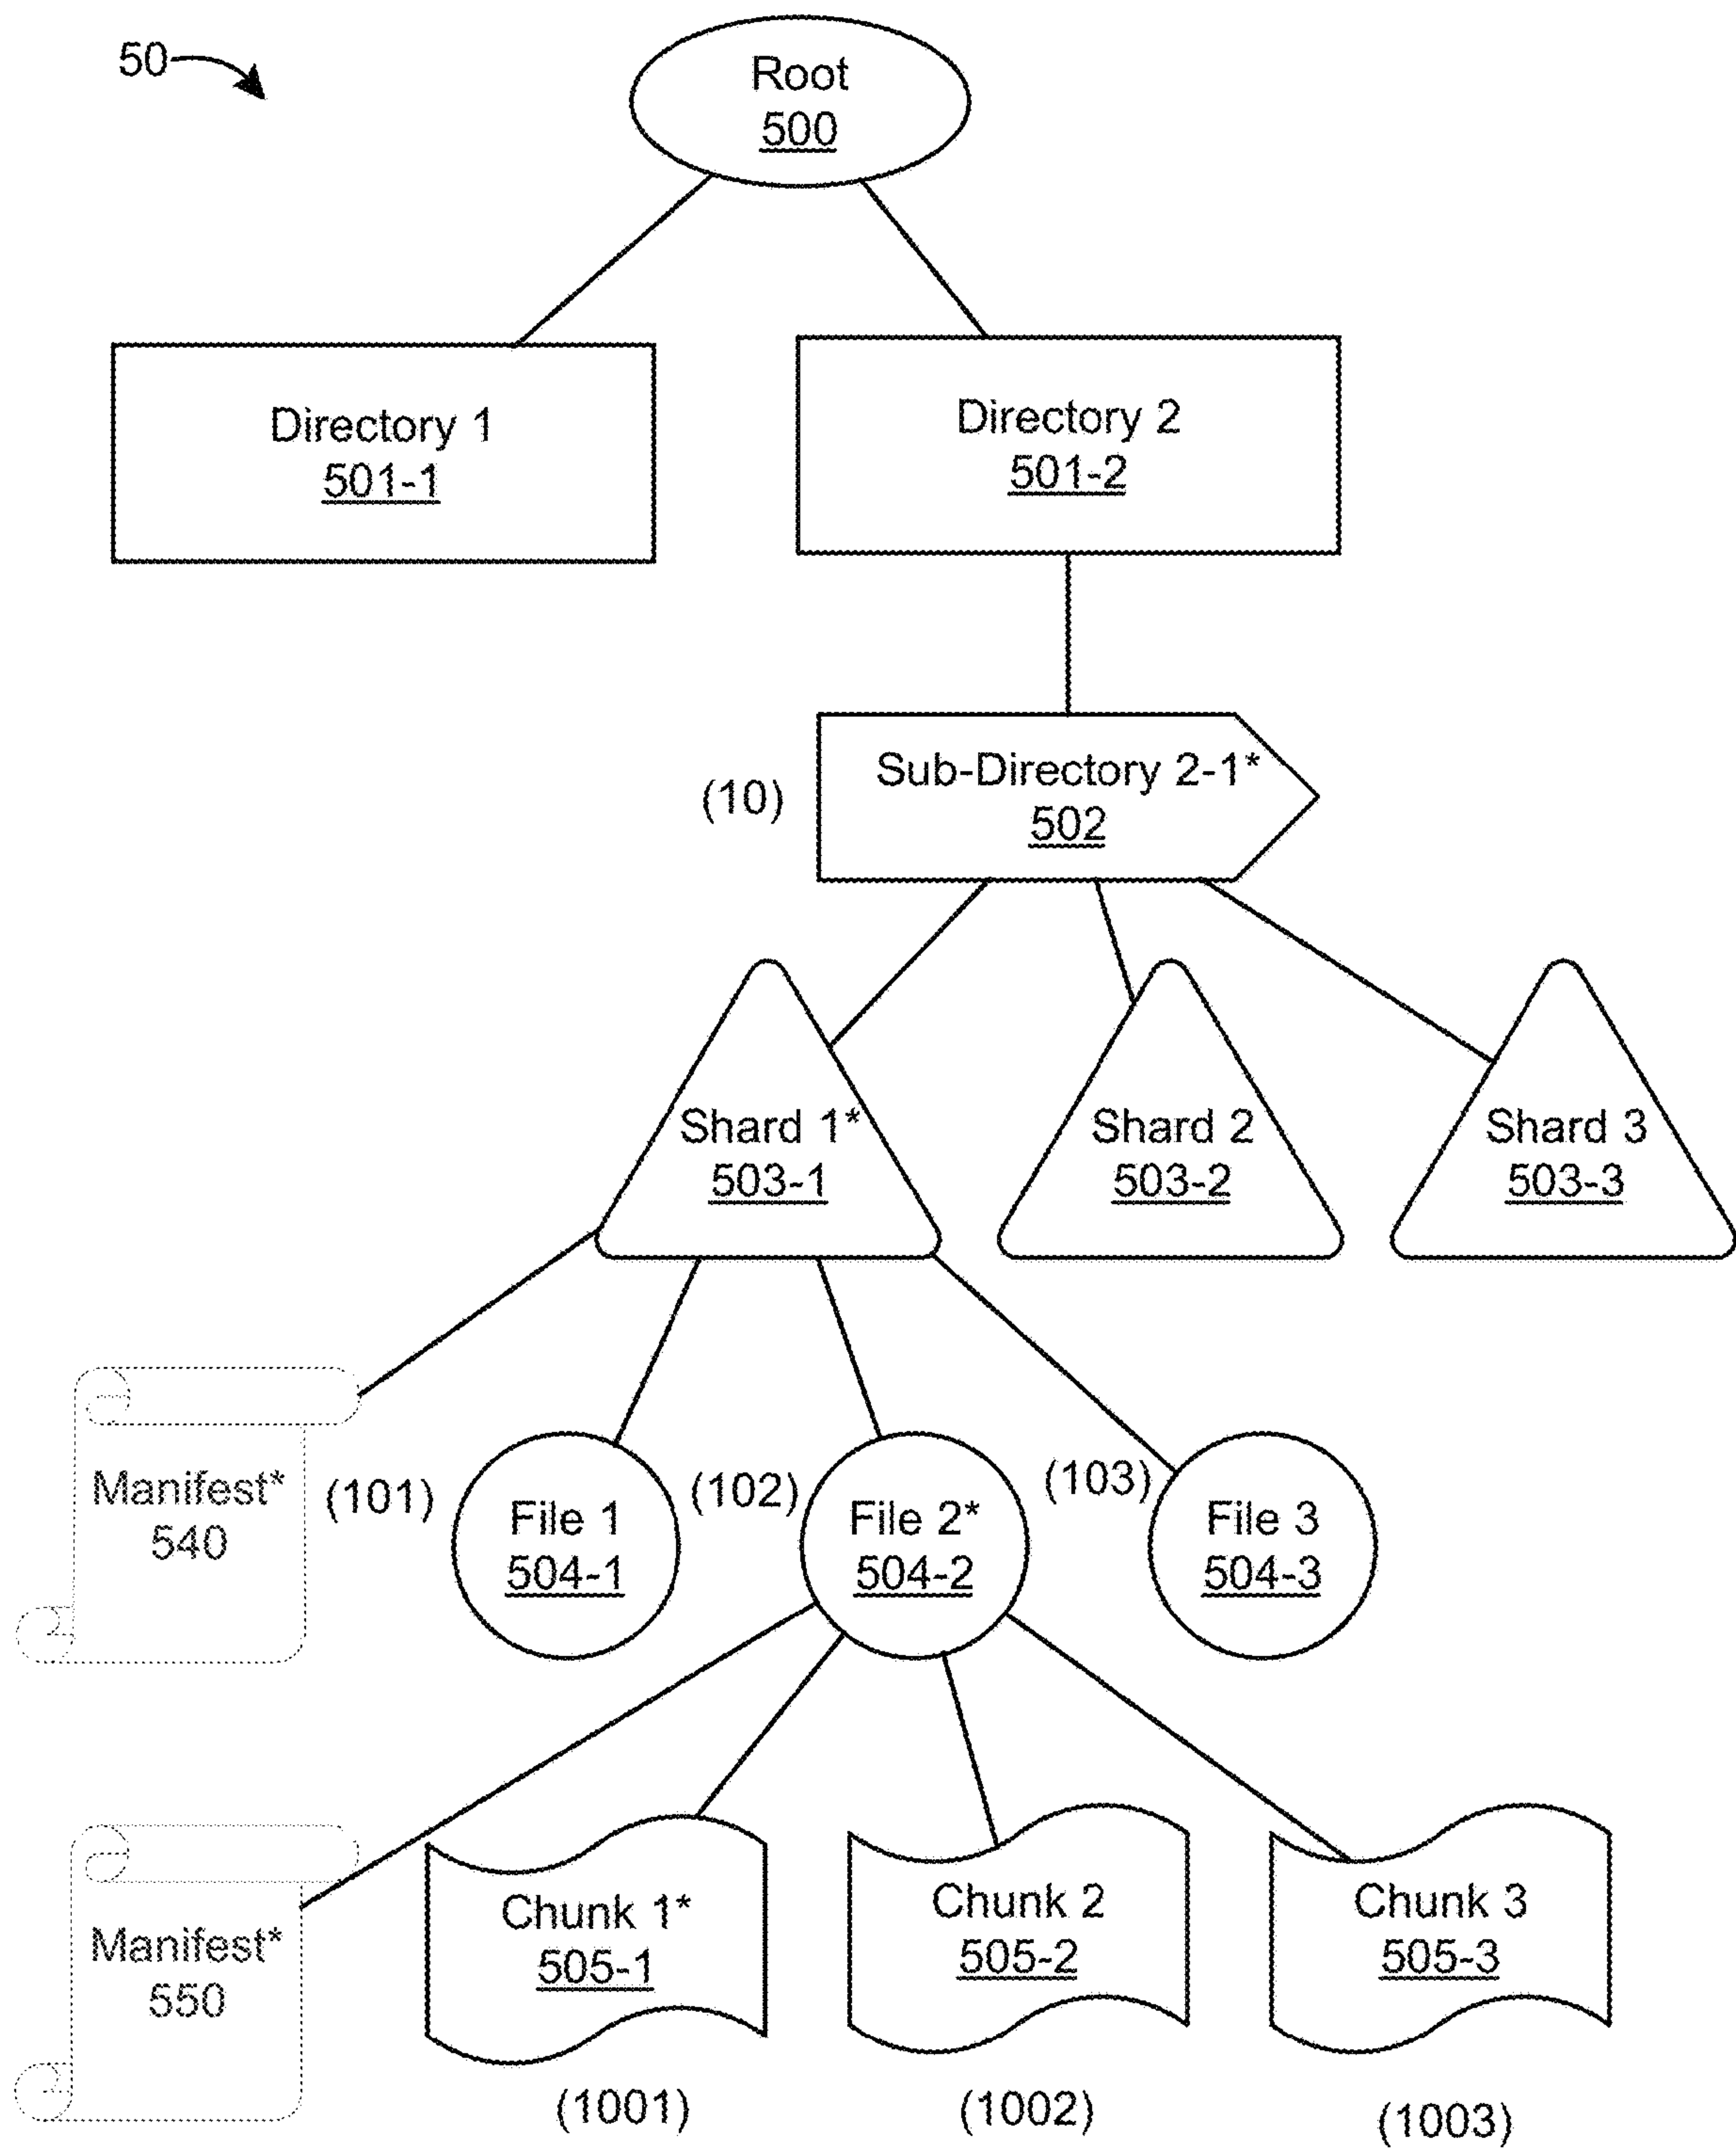 50
Root
500
Directory 1
501-1
Directory 2
501-2
(10)
Sub-Directory 2-1*
502
Shard 1*
503-1
Shard 2
503-2
Shard 3
503-3
Manifest*
540
(101)
File 1
504-1
(102)
File 2*
504-2
(103)
File 3
504-3
Manifest*
550
Chunk 1*
505-1
Chunk 2
505-2
Chunk 3
505-3
(1001)
(1002)
(1003)